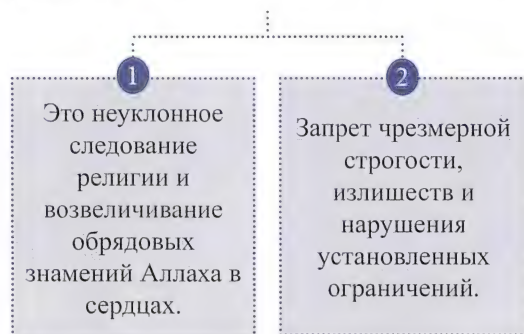 1
Это неуклонное
следование
религии и
возвеличивание
обрядовых
знамений Аллаха в
сердцах.
2
Запрет чрезмерной
строгости,
излишеств и
нарушения
установленных
ограничений.